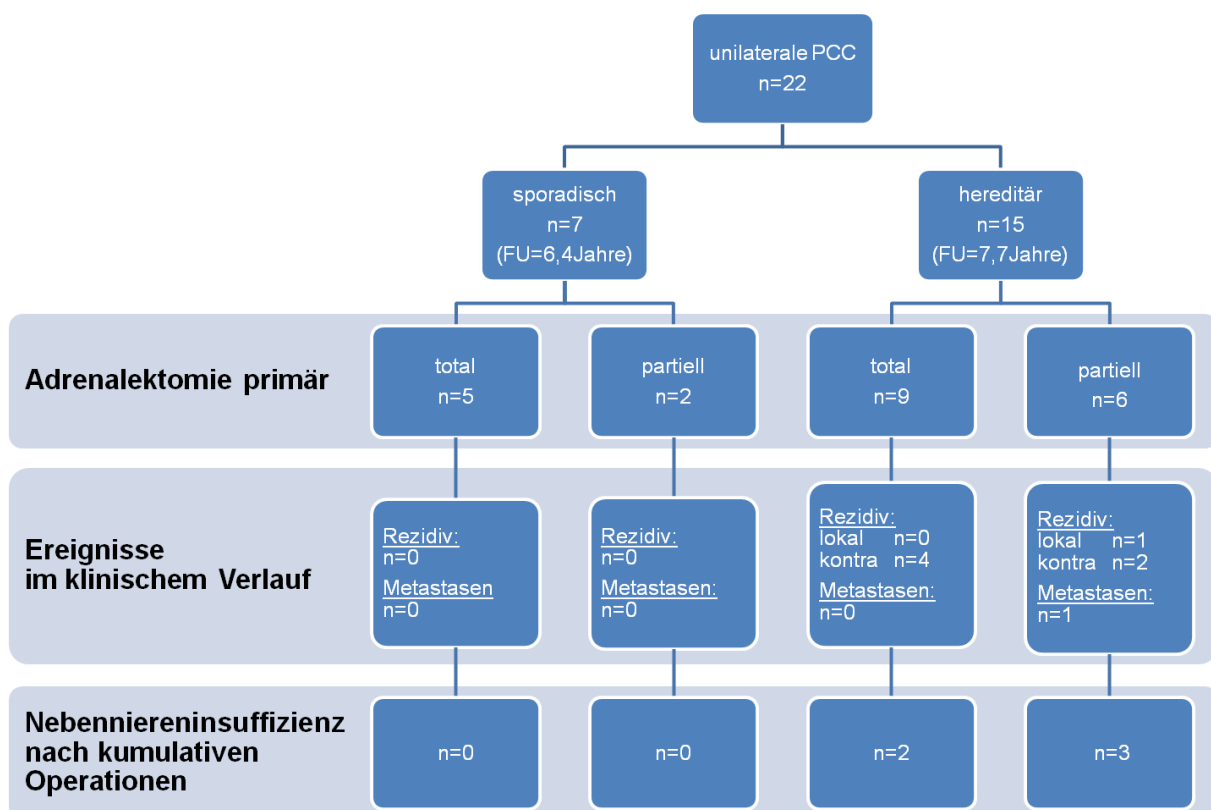 unilaterale PCC
n=22
sporadisch
n=7
(FU=6,4Jahre)
hereditär
n=15
(FU=7,7Jahre)
Adrenalektomie primär
total
n=5
partiell
n=2
total
n=9
partiell
n=6
Ereignisse
im klinischem Verlauf
Rezidiv:
n=0
Metastasen
n=0
Rezidiv:
n=0
Metastasen:
n=0
Rezidiv:
lokal n=0
kontra n=4
Metastasen:
n=0
Rezidiv:
lokal n=1
kontra n=2
Metastasen:
n=1
Nebenniereninsuffizienz
nach kumulativen
Operationen
n=0
n=0
n=2
n=3